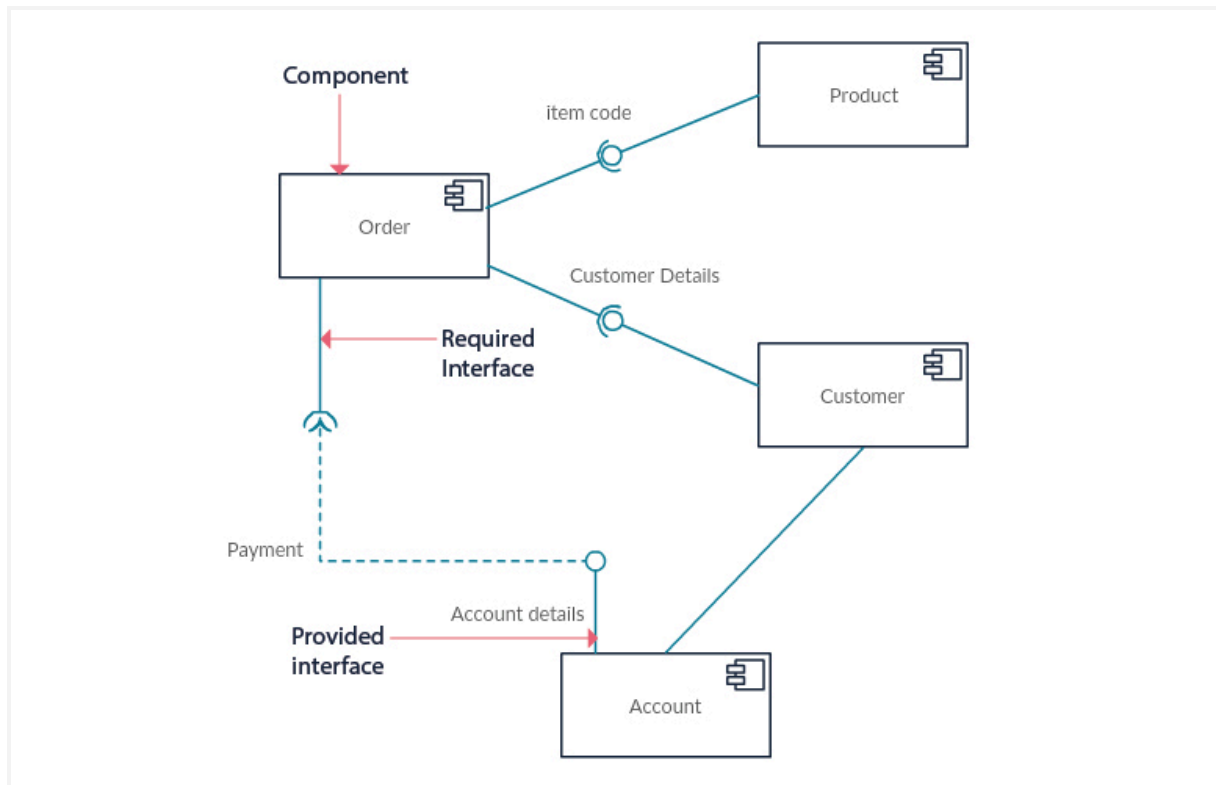 Component
item code
Product
Order
Customer Details
Required
Interface
Customer
Payment
Account details
Provided
interface
Account